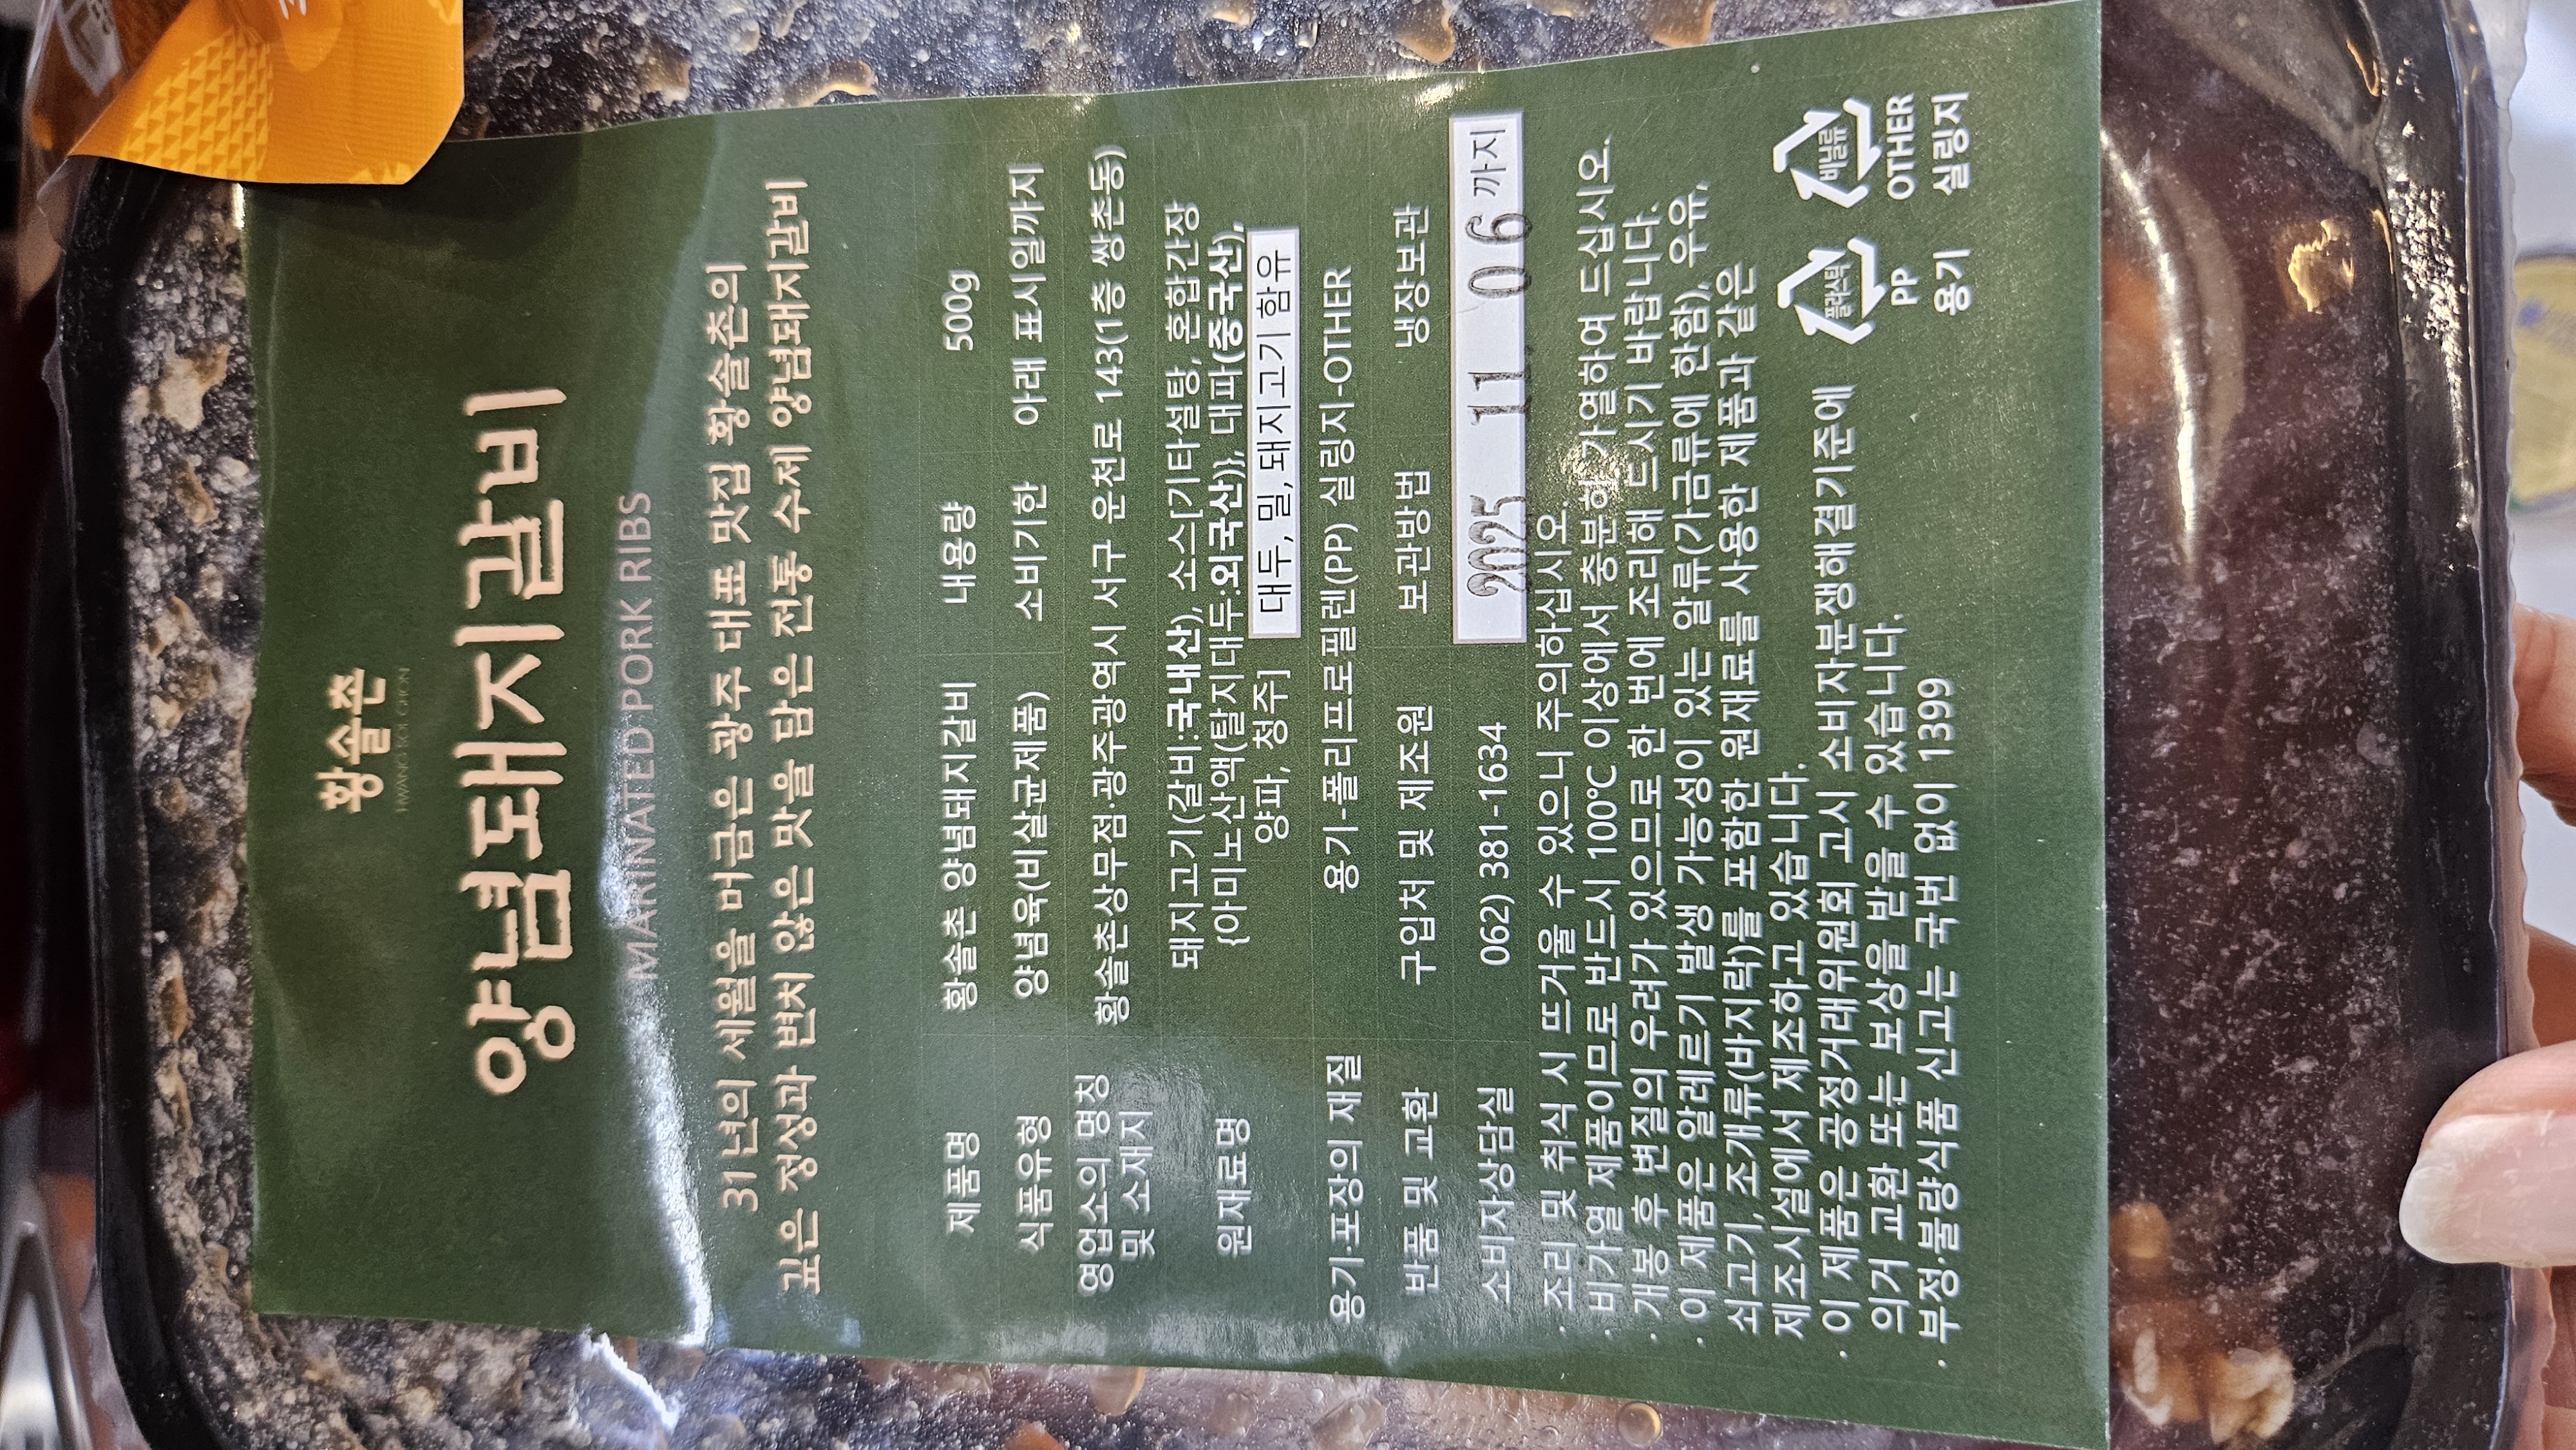 황솔촌
HWANG SOL CHON
양념돼지갈비
MARINATED PORK RIBS
31년의 세월을 머금은 광주 대표 맛집 황솔촌의
깊은 정성과 변치 않은 맛을 담은 전통 수제 양념돼지갈비
제품명 황솔촌 양념돼지갈비 내용량 500g
식품유형 양념육(비살균제품) 소비기한 아래 표시일까지
영업소의 명칭
및 소재지
황솔촌상무점·광주광역시 서구 운천로 143(1층 쌍촌동)
원재료명
돼지고기(갈비:국내산), 소스[기타설탕, 혼합간장
{아미노산액(탈지대두:외국산)}, 대파(중국산),
양파, 청주]
대두, 밀, 돼지고기 함유
용기·포장의 재질 용기-폴리프로필렌(PP) 실링지-OTHER
반품 및 교환 구입처 및 제조원 보관방법 냉장보관
소비자상담실 062) 381-1634
2025 11 06 까지
· 조리 및 취식 시 뜨거울 수 있으니 주의하십시오.
· 비가열 제품이므로 반드시 100℃ 이상에서 충분히 가열하여 드십시오.
· 개봉 후 변질의 우려가 있으므로 한 번에 조리해 드시기 바랍니다.
· 이 제품은 알레르기 발생 가능성이 있는 알류(가금류에 한함), 우유,
쇠고기, 조개류(바지락)를 포함한 원재료를 사용한 제품과 같은
제조시설에서 제조하고 있습니다.
· 이 제품은 공정거래위원회 고시 소비자분쟁해결기준에
의거 교환 또는 보상을 받을 수 있습니다.
· 부정·불량식품 신고는 국번 없이 1399
플라스틱
PP
용기
비닐류
OTHER
실링지